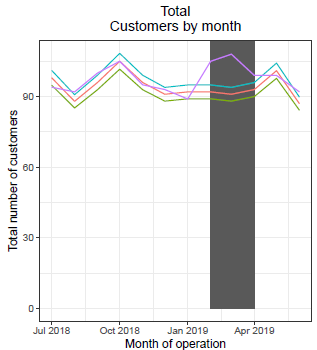 Total
Customers by month
Total number of customers
90
60
30
0
Jul 2018 Oct 2018 Jan 2019 Apr 2019
Month of operation